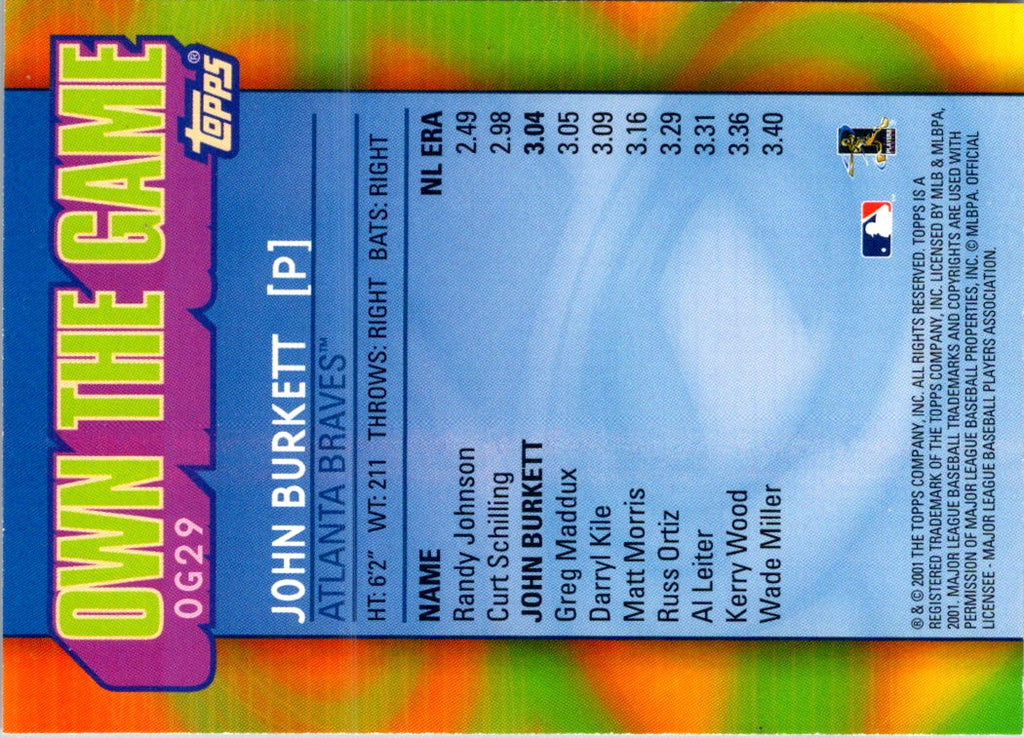 OWN THE GAME
topps®
OG29
JOHN BURKETT [P]
ATLANTA BRAVES™
HT: 6'2" WT: 211 THROWS: RIGHT BATS: RIGHT
NAME NL ERA
Randy Johnson 2.49
Curt Schilling 2.98
JOHN BURKETT 3.04
Greg Maddux 3.05
Darryl Kile 3.09
Matt Morris 3.16
Russ Ortiz 3.29
Al Leiter 3.31
Kerry Wood 3.36
Wade Miller 3.40
® & © 2001 THE TOPPS COMPANY, INC. ALL RIGHTS RESERVED. TOPPS IS A
REGISTERED TRADEMARK OF THE TOPPS COMPANY, INC. LICENSED BY MLB & MLBPA,
2001. MAJOR LEAGUE BASEBALL TRADEMARKS AND COPYRIGHTS ARE USED WITH
PERMISSION OF MAJOR LEAGUE BASEBALL PROPERTIES, INC. © MLBPA. OFFICIAL
LICENSEE - MAJOR LEAGUE BASEBALL PLAYERS ASSOCIATION.